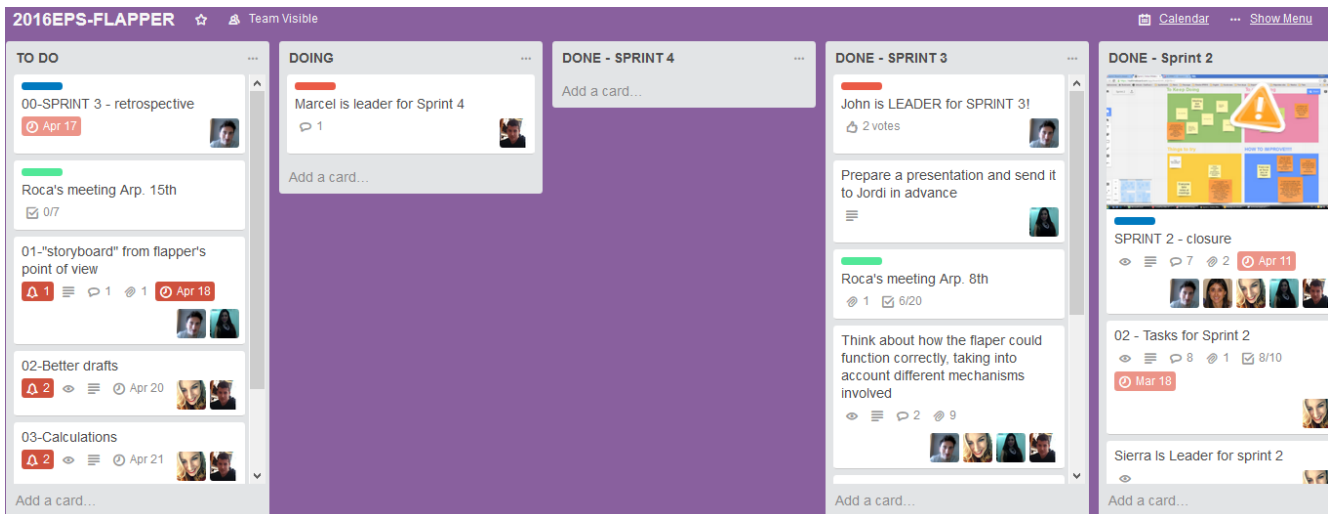 2016EPS-FLAPPER Team Visible Calendar ... Show Menu
TO DO ...
00-SPRINT 3 - retrospective
Apr 17
Roca's meeting Arp. 15th
0/7
01-"storyboard" from flapper's
point of view
1 1 1 Apr 18
02-Better drafts
2 Apr 20
03-Calculations
2 Apr 21
Add a card...
DOING ...
Marcel is leader for Sprint 4
1
Add a card...
DONE - SPRINT 4 ...
Add a card...
DONE - SPRINT 3 ...
John is LEADER for SPRINT 3!
2 votes
Prepare a presentation and send it
to Jordi in advance
Roca's meeting Arp. 8th
1 6/20
Think about how the flaper could
function correctly, taking into
account different mechanisms
involved
2 9
Add a card...
DONE - Sprint 2
SPRINT 2 - closure
7 2 Apr 11
02 - Tasks for Sprint 2
8 1 8/10
Mar 18
Sierra Is Leader for sprint 2
Add a card...